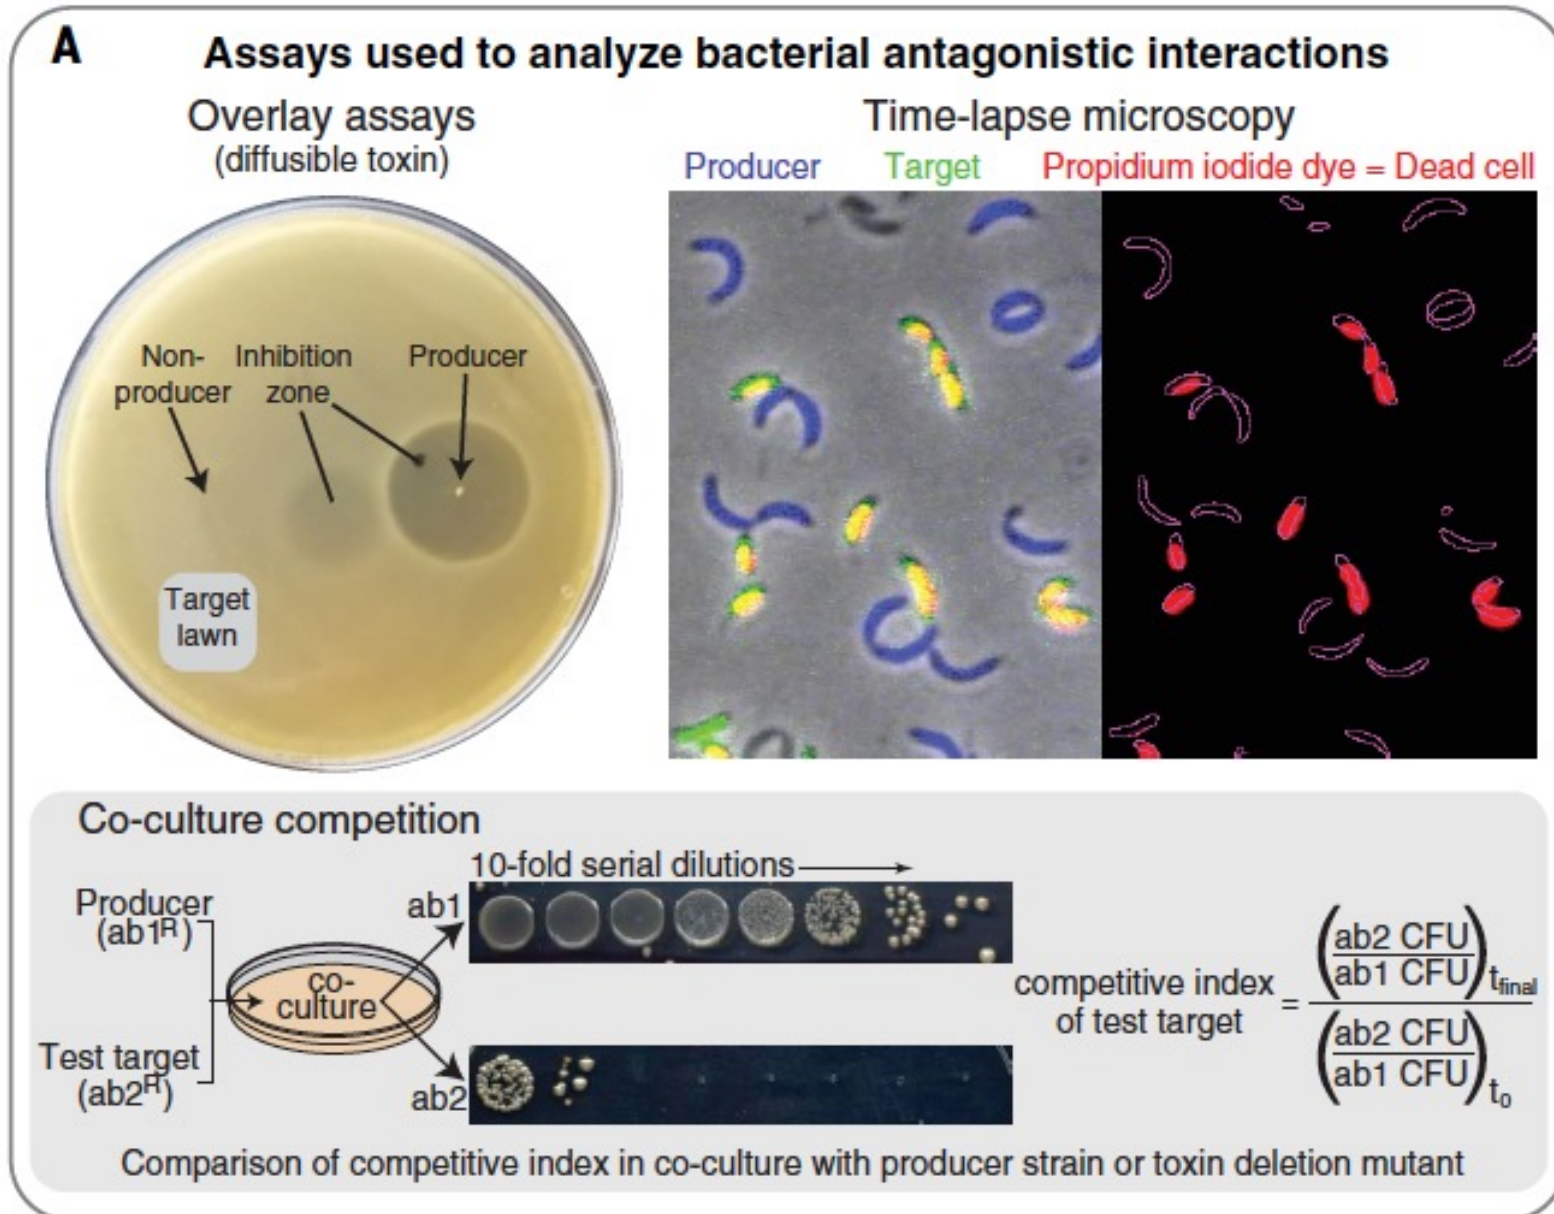 A
Assays used to analyze bacterial antagonistic interactions
Overlay assays
(diffusible toxin)
Non-
producer
Inhibition
zone
Producer
Target
lawn
Time-lapse microscopy
Producer Target Propidium iodide dye = Dead cell
Co-culture competition
10-fold serial dilutions
Producer
(ab1ᴿ)
Test target
(ab2ᴿ)
co-
culture
ab1
ab2
competitive index
of test target
=
(ab2 CFU
ab1 CFU) t_final
(ab2 CFU
ab1 CFU) t₀
Comparison of competitive index in co-culture with producer strain or toxin deletion mutant